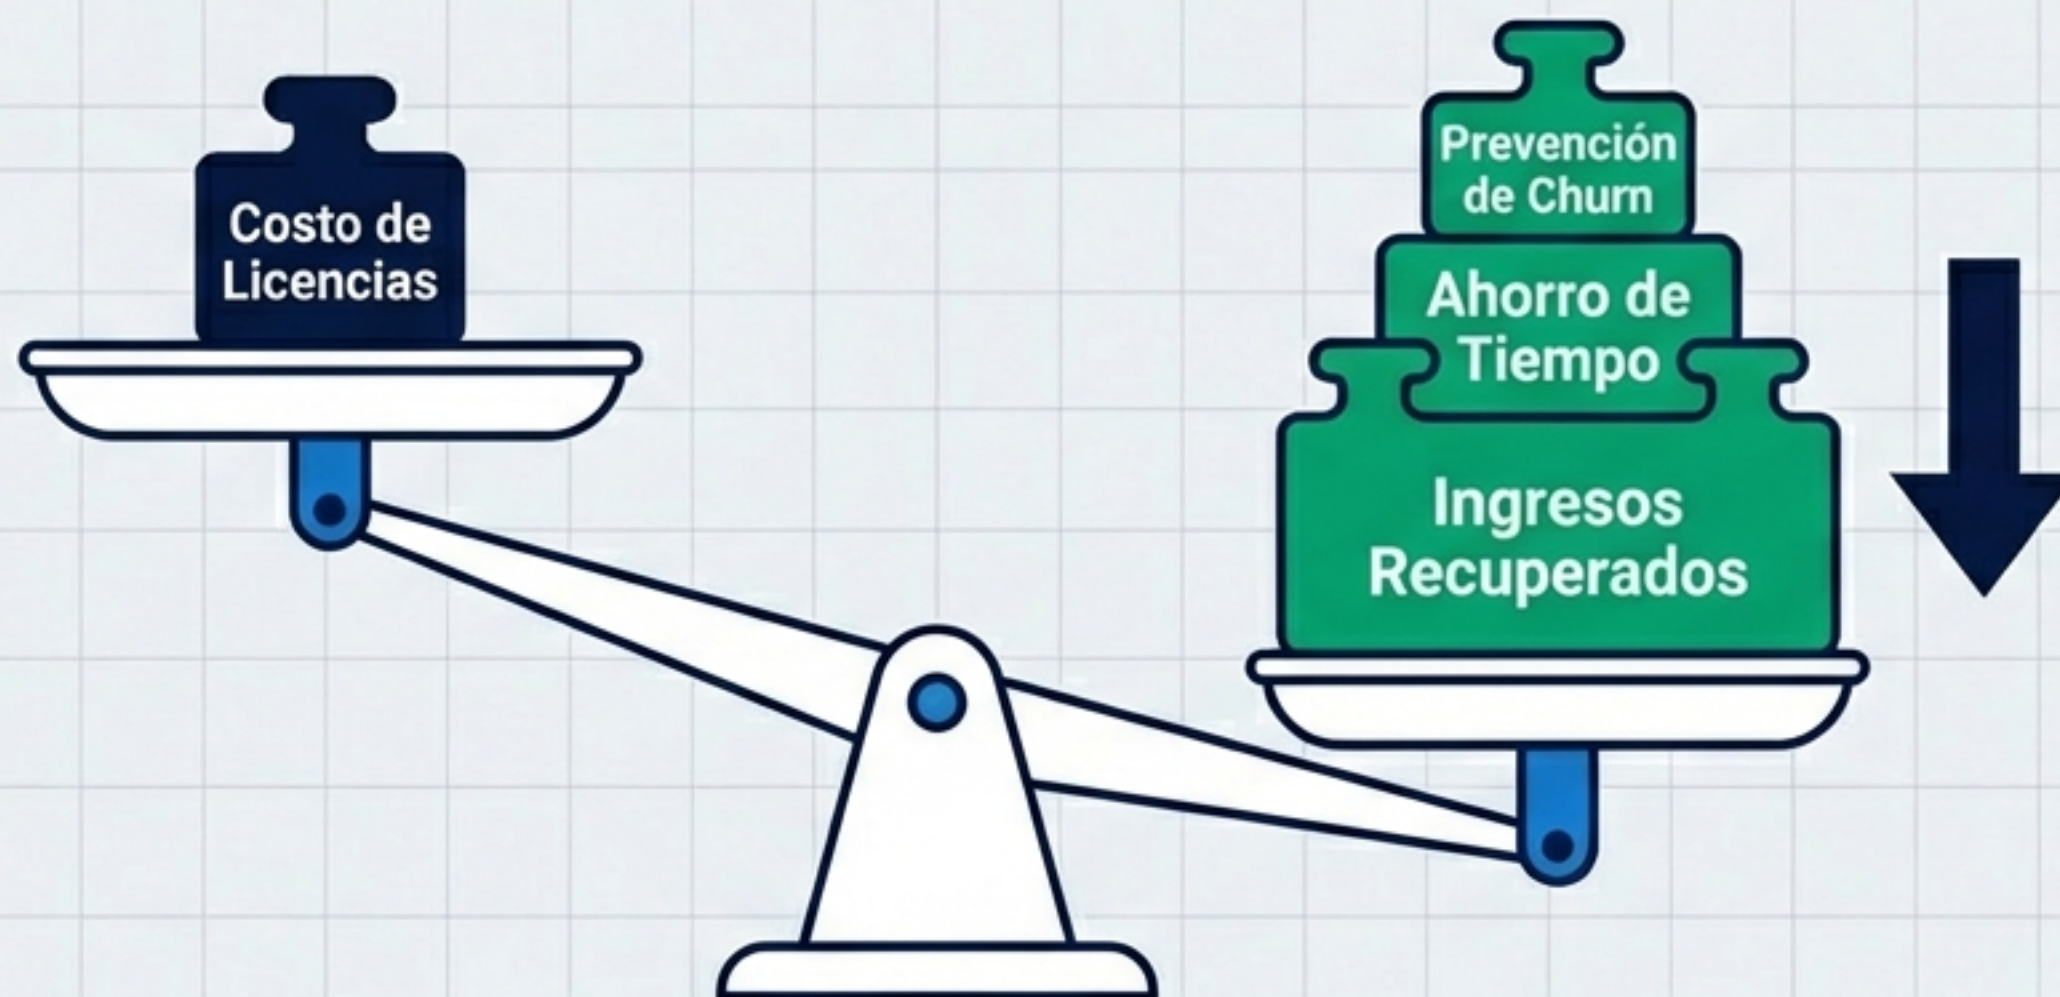 Costo de
Licencias
Prevención
de Churn
Ahorro de
Tiempo
Ingresos
Recuperados